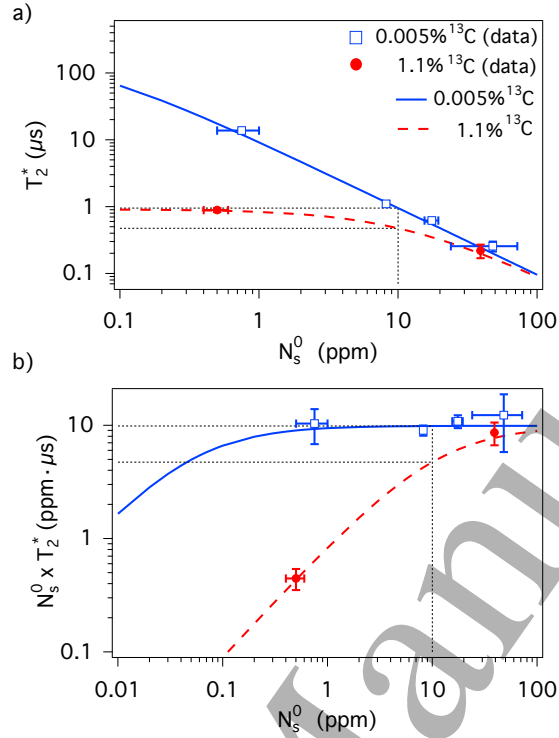 a)
0.005% ¹³C (data)
1.1% ¹³C (data)
0.005% ¹³C
1.1% ¹³C
100
10
1
0.1
T₂* (μs)
0.1
1
10
100
Nₛ⁰ (ppm)
b)
10
1
0.1
Nₛ⁰ x T₂* (ppm · μs)
0.01
0.1
1
10
100
Nₛ⁰ (ppm)
Manu